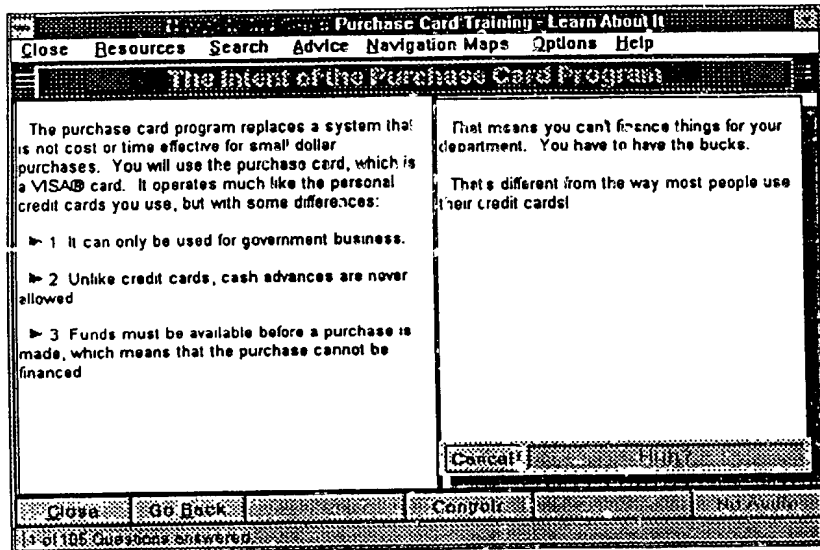 Purchase Card Training - Learn About It
Close Resources Search Advice Navigation Maps Options Help
The Intent of the Purchase Card Program
The purchase card program replaces a system that
is not cost or time effective for small dollar
purchases. You will use the purchase card, which is
a VISA® card. It operates much like the personal
credit cards you use, but with some differences:
► 1 It can only be used for government business.
► 2 Unlike credit cards, cash advances are never
allowed
► 3 Funds must be available before a purchase is
made, which means that the purchase cannot be
financed
That means you can't finance things for your
department. You have to have the bucks.
That's different from the way most people use
their credit cards!
Huh?
Close Go Back No Audio
of 105 Questions answered.